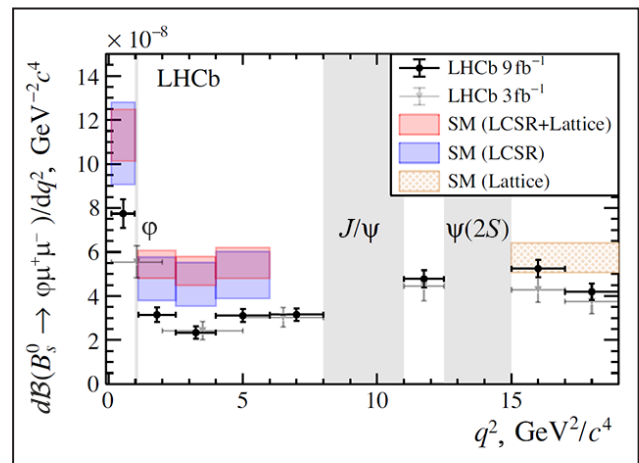 × 10⁻⁸
dB(B_s⁰ → φμ⁺μ⁻)/dq², GeV⁻²c⁴
14
12
10
8
6
4
2
0
LHCb
LHCb 9 fb⁻¹
LHCb 3 fb⁻¹
SM (LCSR+Lattice)
SM (LCSR)
SM (Lattice)
φ
J/ψ
ψ(2S)
0
5
10
15
q², GeV²/c⁴